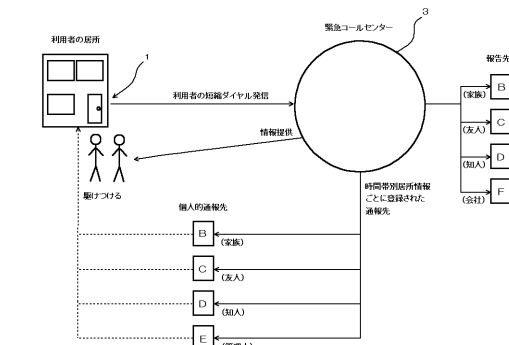 3
緊急コールセンター
利用者の居所
1
報告先
利用者の短縮ダイヤル発信
B
(家族)
C
(友人)
D
(知人)
F
(会社)
情報提供
駆けつける
時間帯別居所情報
ごとに登録された
通報先
個人的通報先
B
(家族)
C
(友人)
D
(知人)
E